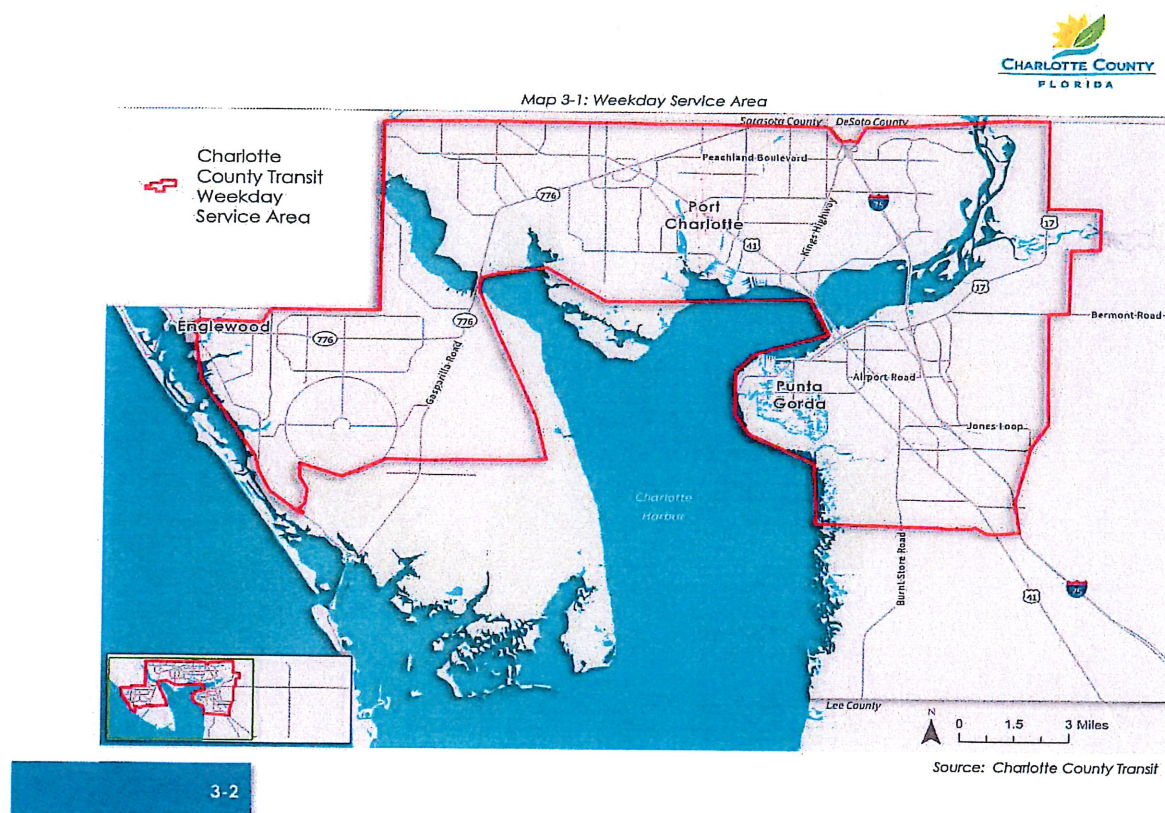 CHARLOTTE COUNTY
FLORIDA
Map 3-1: Weekday Service Area
Sarasota County
DeSoto County
Charlotte
County Transit
Weekday
Service Area
Peachland Boulevard
776
Port
Charlotte
Kings Highway
75
17
41
17
Englewood
776
776
Gasparilla Road
Bermont Road
Airport Road
Punta
Gorda
Jones Loop
Charlotte
Harbor
Burnt Store Road
41
75
Lee County
N
0 1.5 3 Miles
Source: Charlotte County Transit
3-2